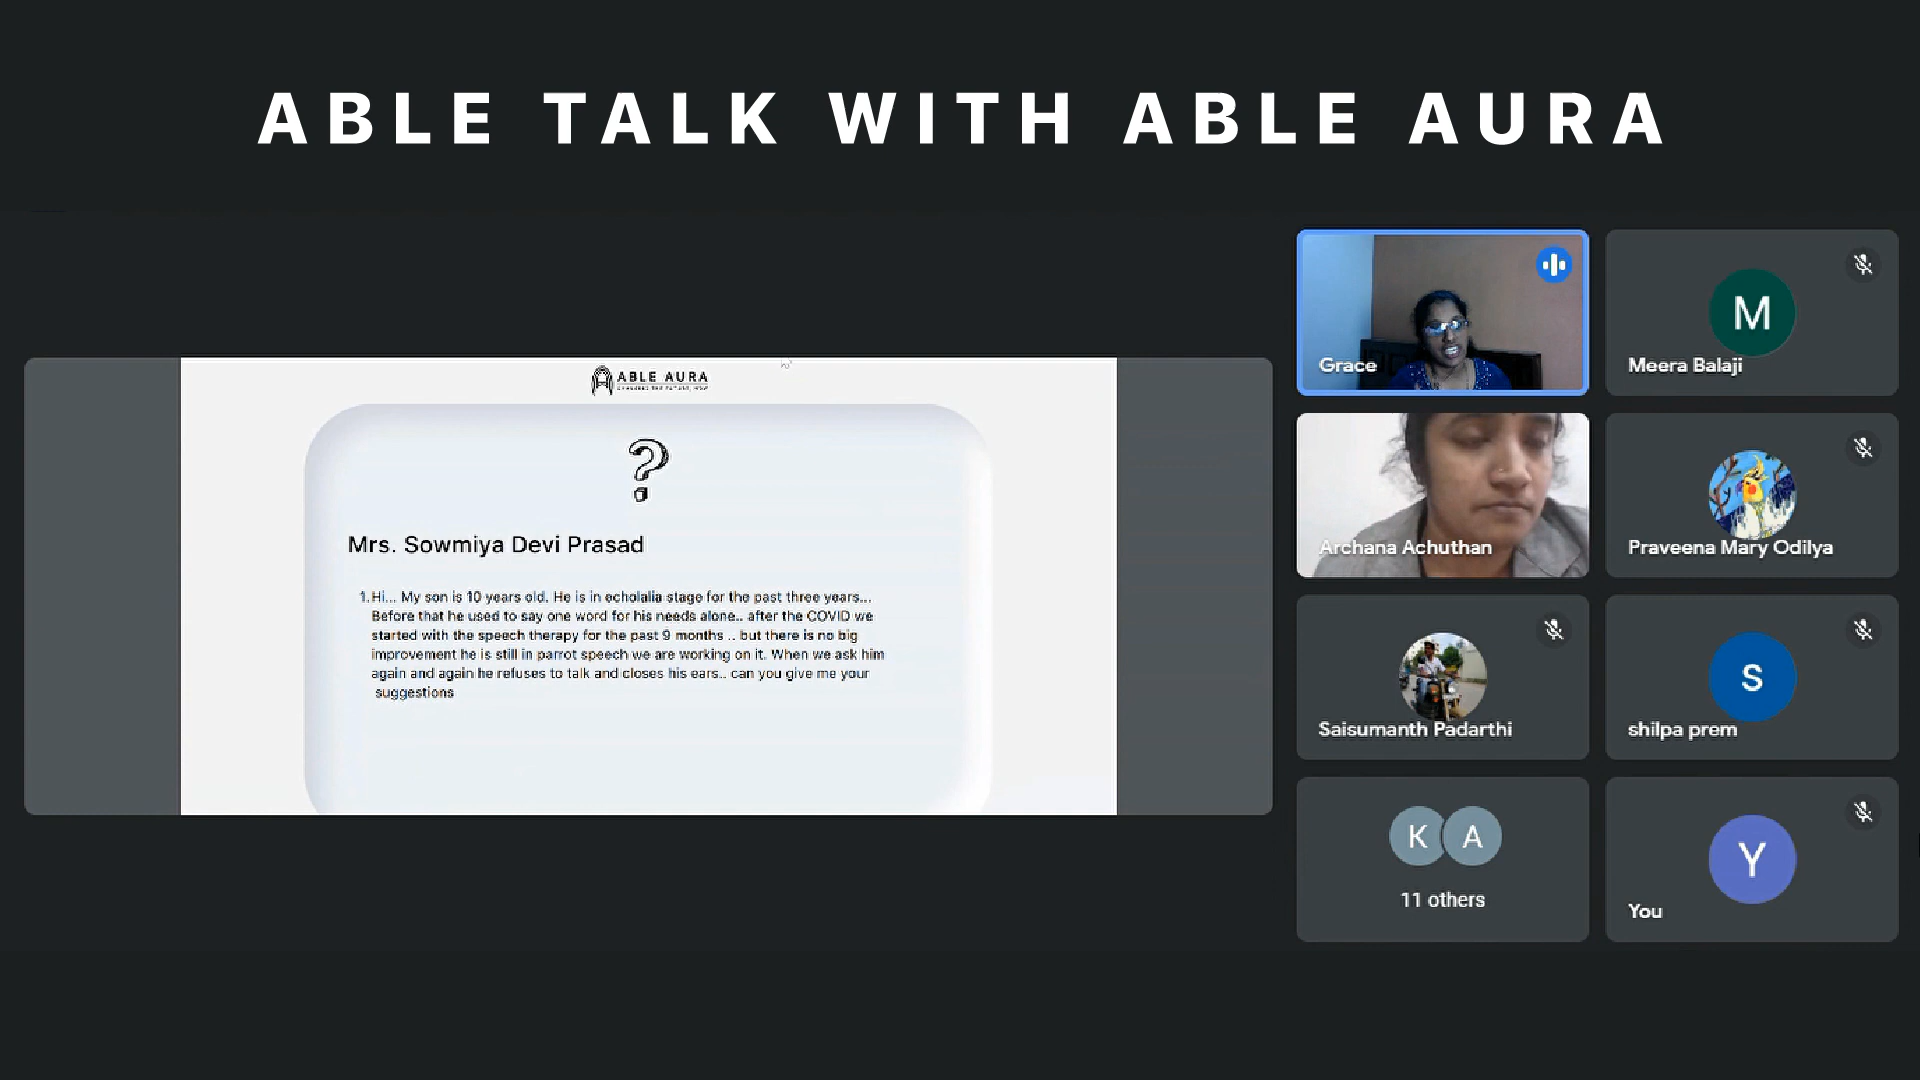 ABLE TALK WITH ABLE AURA
ABLE AURA
?
Mrs. Sowmiya Devi Prasad
1. Hi... My son is 10 years old. He is in echolalia stage for the past three years...
Before that he used to say one word for his needs alone.. after the COVID we
started with the speech therapy for the past 9 months .. but there is no big
improvement he is still in parrot speech we are working on it. When we ask him
again and again he refuses to talk and closes his ears.. can you give me your
suggestions
Grace
M
Meera Balaji
Archana Achuthan
Praveena Mary Odilya
Saisumanth Padarthi
S
shilpa prem
K A
11 others
Y
You